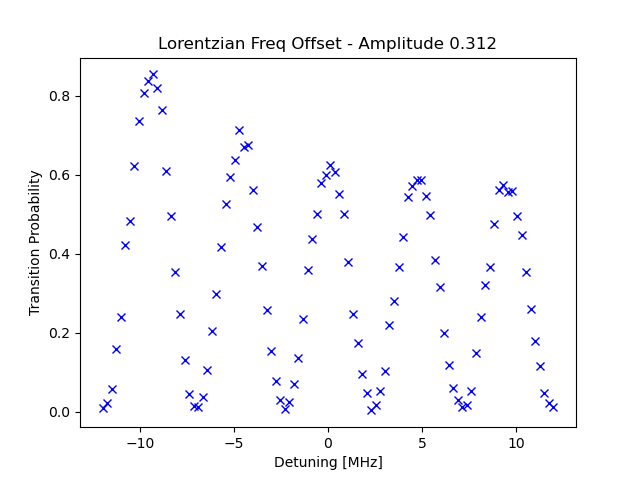 Lorentzian Freq Offset - Amplitude 0.312
Transition Probability
0.8
0.6
0.4
0.2
0.0
−10 −5 0 5 10
Detuning [MHz]